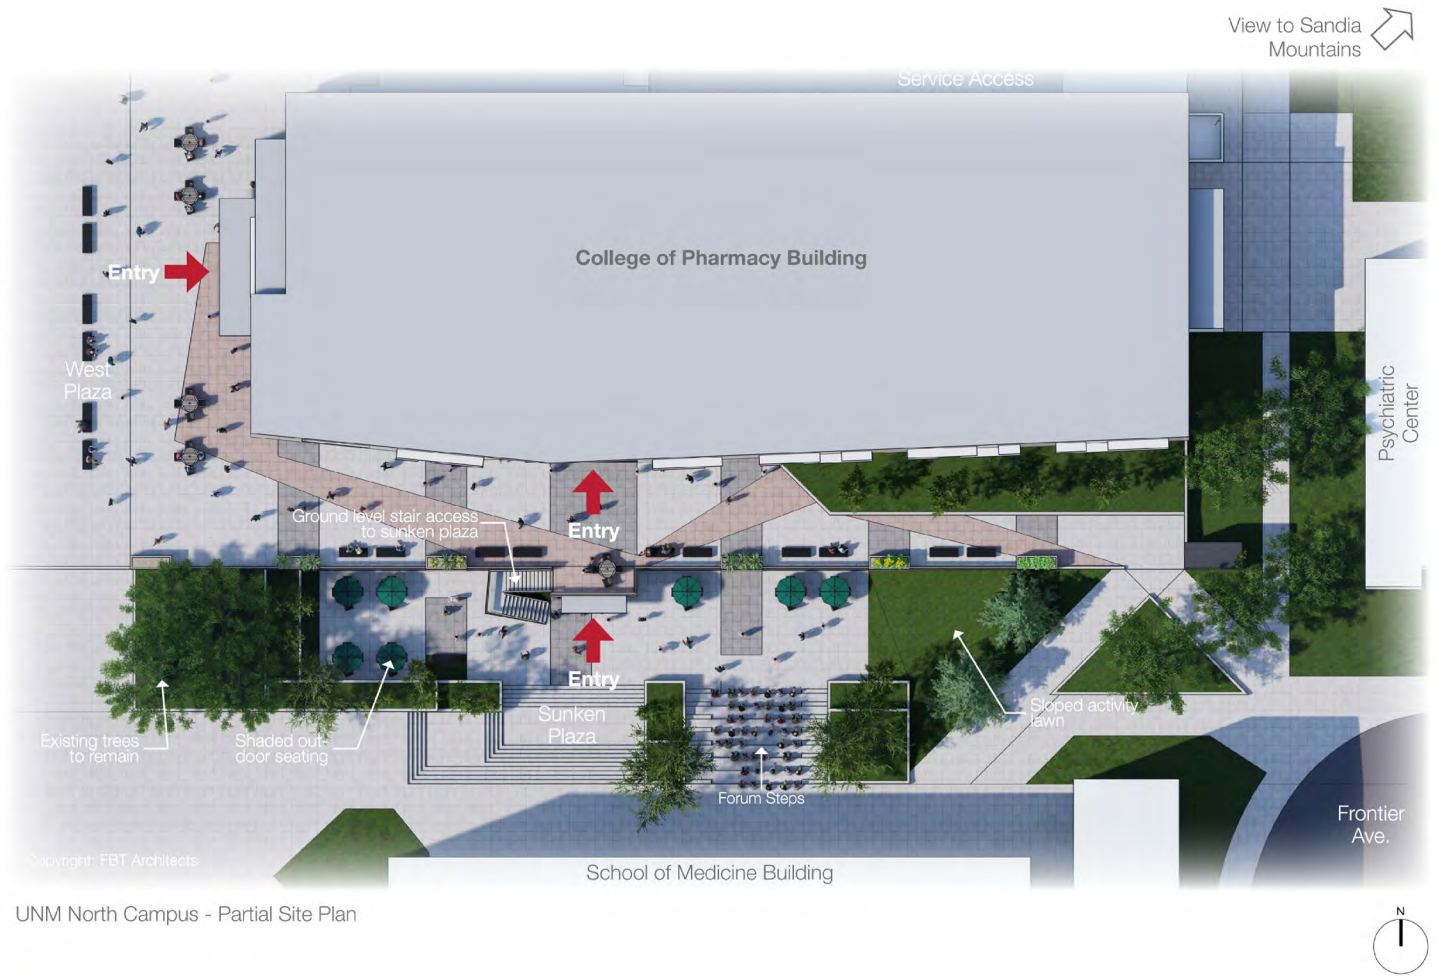 View to Sandia
Mountains
Service Access
College of Pharmacy Building
Entry
West
Plaza
Psychiatric
Center
Ground level stair access
to sunken plaza
Entry
Entry
Sunken
Plaza
Existing trees
to remain
Shaded out-
door seating
Sloped activity
lawn
Forum Steps
Frontier
Ave.
Copyright: FBT Architects
School of Medicine Building
UNM North Campus - Partial Site Plan
N